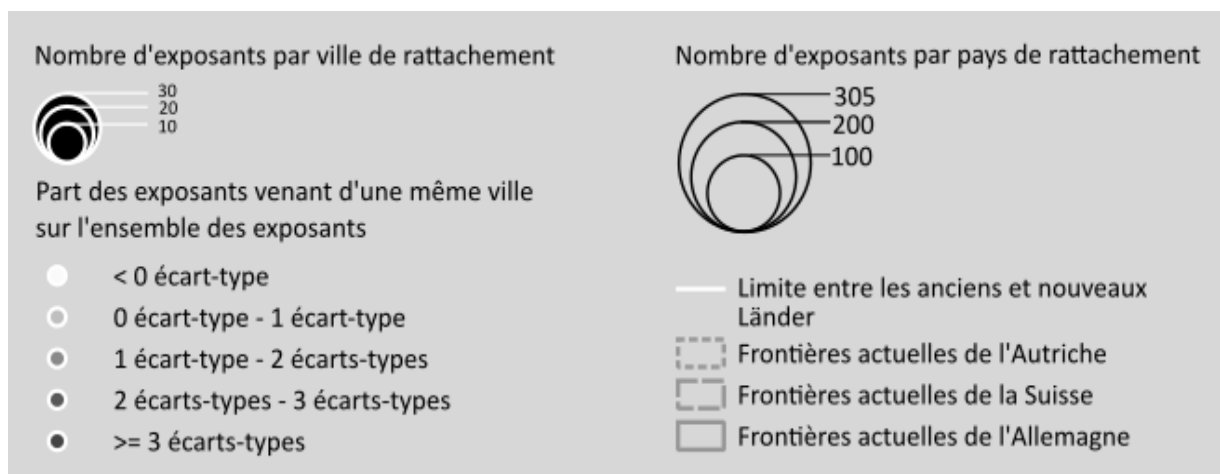 Nombre d'exposants par ville de rattachement
30
20
10
Part des exposants venant d'une même ville
sur l'ensemble des exposants
< 0 écart-type
0 écart-type - 1 écart-type
1 écart-type - 2 écarts-types
2 écarts-types - 3 écarts-types
>= 3 écarts-types
Nombre d'exposants par pays de rattachement
305
200
100
Limite entre les anciens et nouveaux
Länder
Frontières actuelles de l'Autriche
Frontières actuelles de la Suisse
Frontières actuelles de l'Allemagne